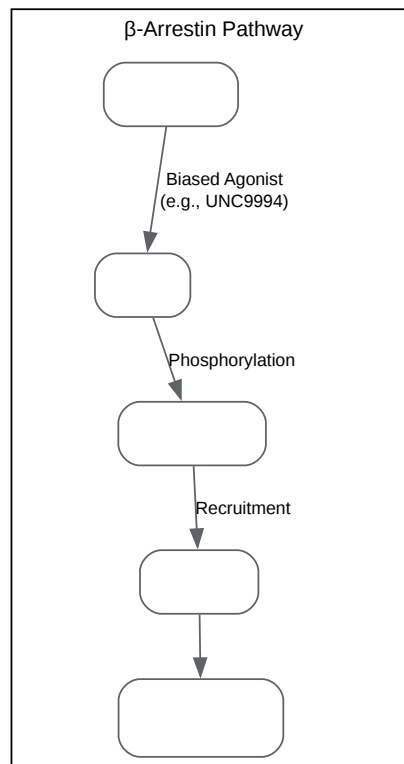 β-Arrestin Pathway
Biased Agonist
(e.g., UNC9994)
Phosphorylation
Recruitment